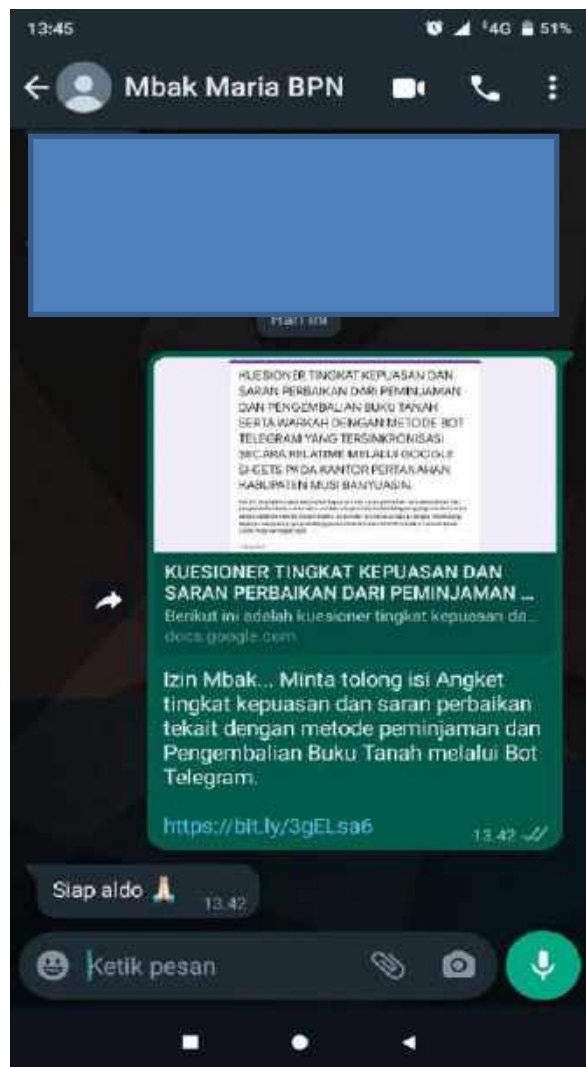 13:45
4G 51%
Mbak Maria BPN
Hari ini
KUESIONER TINGKAT KEPUASAN DAN
SARAN PERBAIKAN DARI PEMINJAMAN
DAN PENGEMBALIAN BUKU TANAH
SERTA WARKAH DENGAN METODE BOT
TELEGRAM YANG TERSINKRONISASI
SECARA RELATIME MELALUI GOOGLE
SHEETS PADA KANTOR PERTANAHAN
KABUPATEN MUSI BANYUASIN.
KUESIONER TINGKAT KEPUASAN DAN
SARAN PERBAIKAN DARI PEMINJAM ...
Berikut ini adalah kuesioner tingkat kepuasan da...
docs.google.com
Izin Mbak... Minta tolong isi Angket
tingkat kepuasan dan saran perbaikan
tekait dengan metode peminjaman dan
Pengembalian Buku Tanah melalui Bot
Telegram.
https://bit.ly/3gELsa6
13.42
Siap aldo 🙏🏻
13.42
Ketik pesan